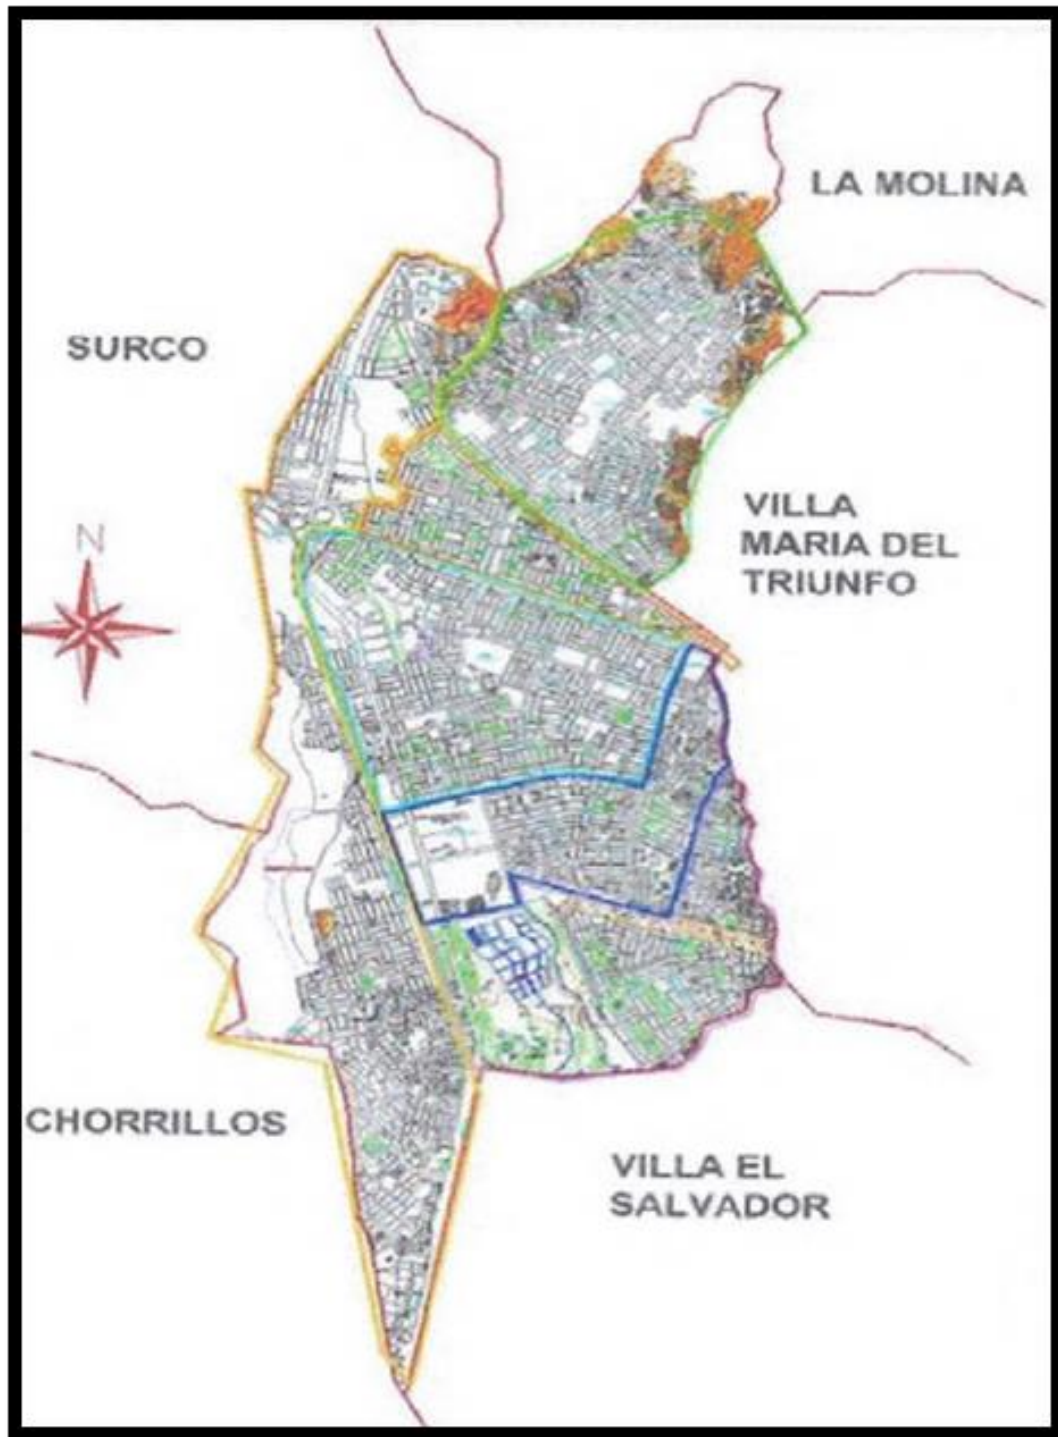 LA MOLINA
SURCO
VILLA
MARIA DEL
TRIUNFO
N
CHORRILLOS
VILLA EL
SALVADOR